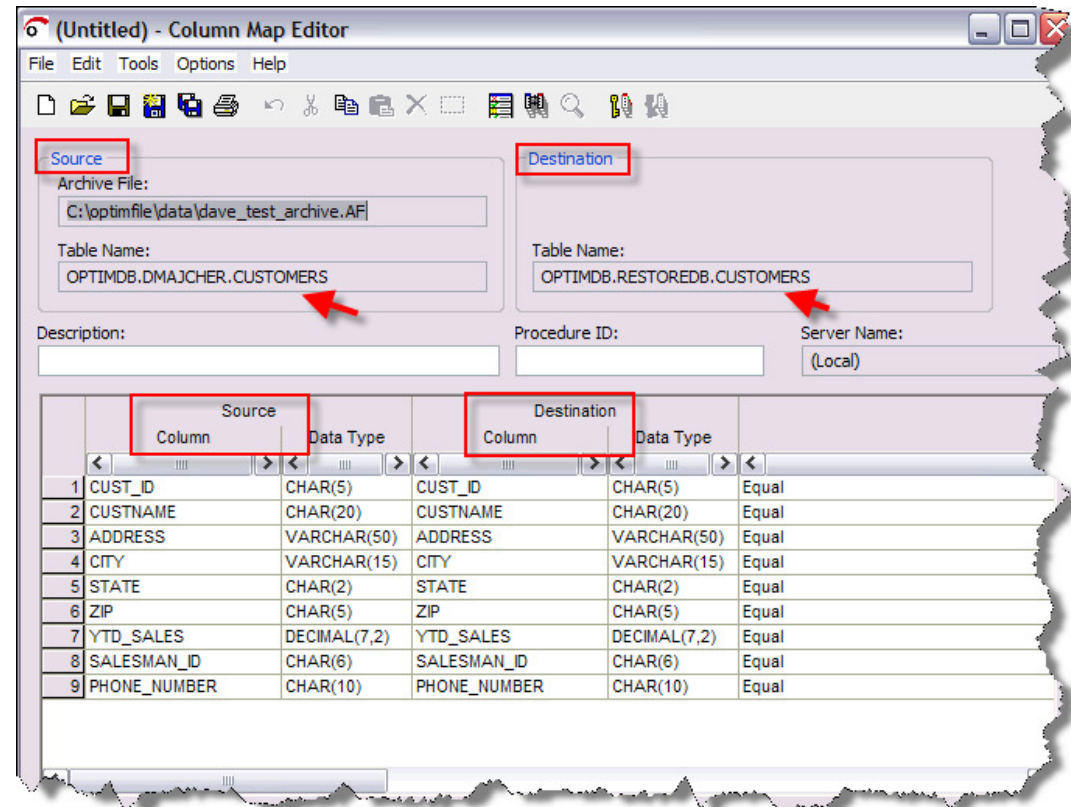 (Untitled) - Column Map Editor
File Edit Tools Options Help
Source
Destination
Archive File:
C:\optimfile\data\dave_test_archive.AF
Table Name:
OPTIMDB.DMAJCHER.CUSTOMERS
Table Name:
OPTIMDB.RESTOREDB.CUSTOMERS
Description:
Procedure ID:
Server Name:
(Local)
Source Destination
Column Data Type Column Data Type
1 CUST_ID CHAR(5) CUST_ID CHAR(5) Equal
2 CUSTNAME CHAR(20) CUSTNAME CHAR(20) Equal
3 ADDRESS VARCHAR(50) ADDRESS VARCHAR(50) Equal
4 CITY VARCHAR(15) CITY VARCHAR(15) Equal
5 STATE CHAR(2) STATE CHAR(2) Equal
6 ZIP CHAR(5) ZIP CHAR(5) Equal
7 YTD_SALES DECIMAL(7,2) YTD_SALES DECIMAL(7,2) Equal
8 SALESMAN_ID CHAR(6) SALESMAN_ID CHAR(6) Equal
9 PHONE_NUMBER CHAR(10) PHONE_NUMBER CHAR(10) Equal